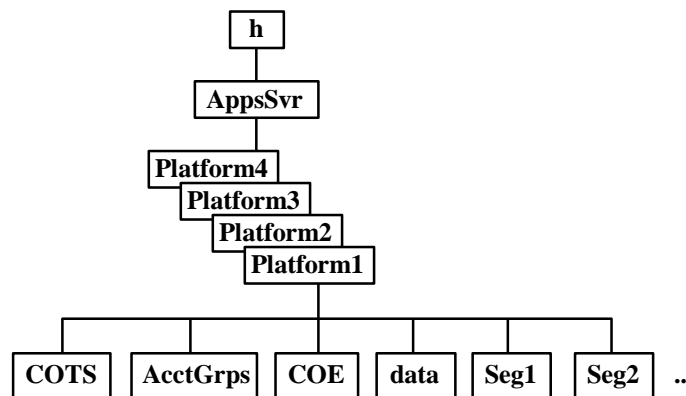 h
AppsSvr
Platform4
Platform3
Platform2
Platform1
COTS AcctGrps COE data Seg1 Seg2 ..